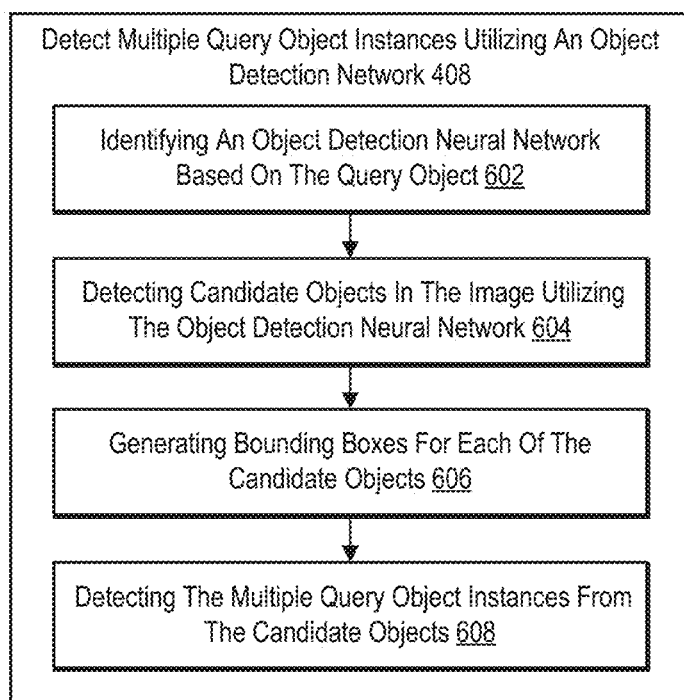 Detect Multiple Query Object Instances Utilizing An Object
Detection Network 408
Identifying An Object Detection Neural Network
Based On The Query Object 602
Detecting Candidate Objects In The Image Utilizing
The Object Detection Neural Network 604
Generating Bounding Boxes For Each Of The
Candidate Objects 606
Detecting The Multiple Query Object Instances From
The Candidate Objects 608